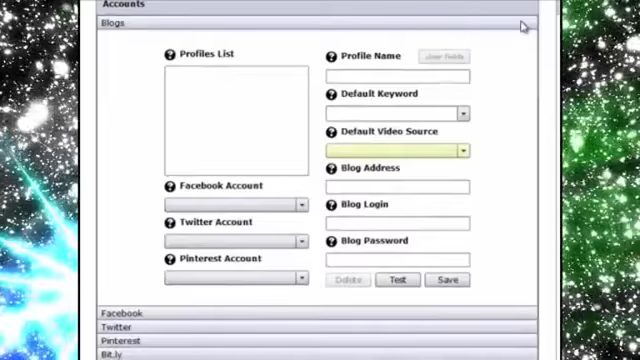 Accounts
Blogs
Profiles List
Profile Name
clear fields
Default Keyword
Default Video Source
Facebook Account
Blog Address
Twitter Account
Blog Login
Pinterest Account
Blog Password
Delete
Test
Save
Facebook
Twitter
Pinterest
Bit.ly